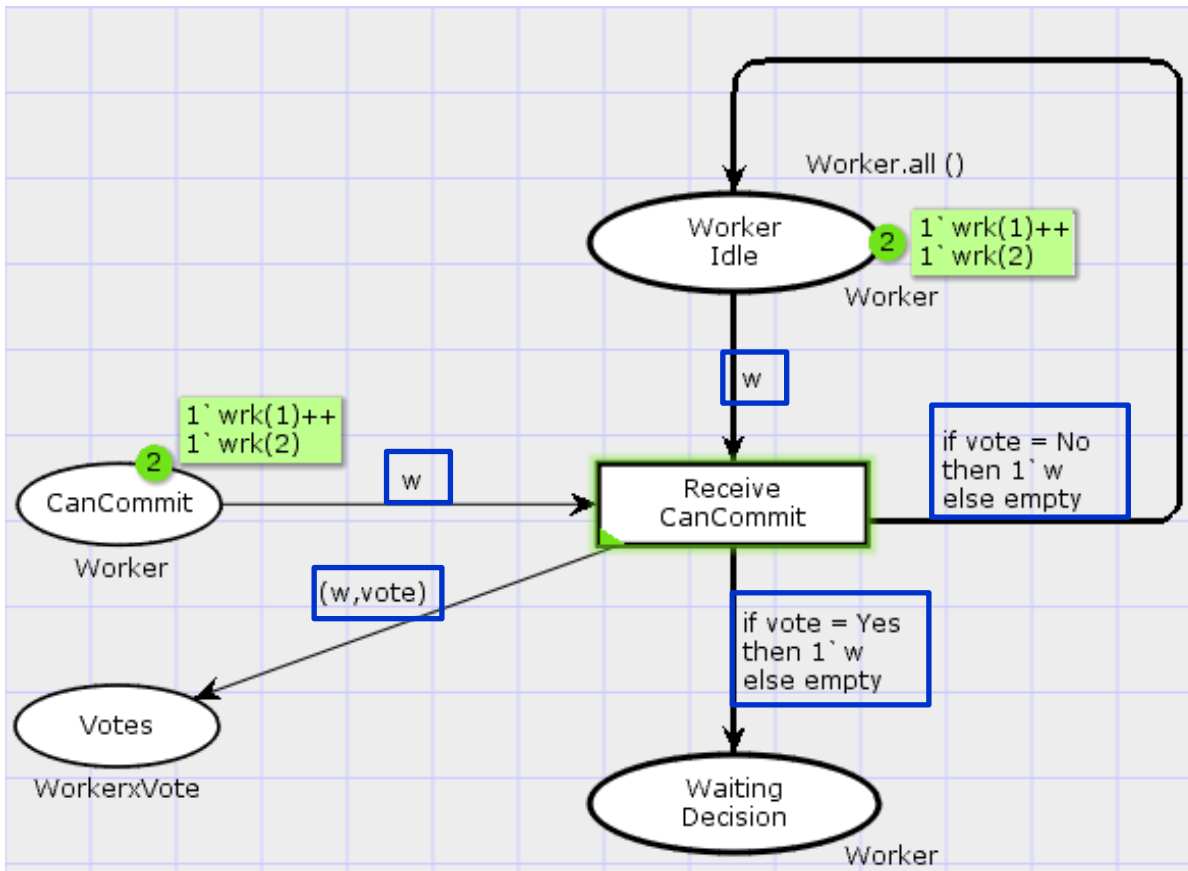 Worker.all ()
Worker
Idle
2
1`wrk(1)++
1`wrk(2)
Worker
w
1`wrk(1)++
1`wrk(2)
2
CanCommit
Worker
w
Receive
CanCommit
if vote = No
then 1`w
else empty
(w,vote)
if vote = Yes
then 1`w
else empty
Votes
WorkerxVote
Waiting
Decision
Worker